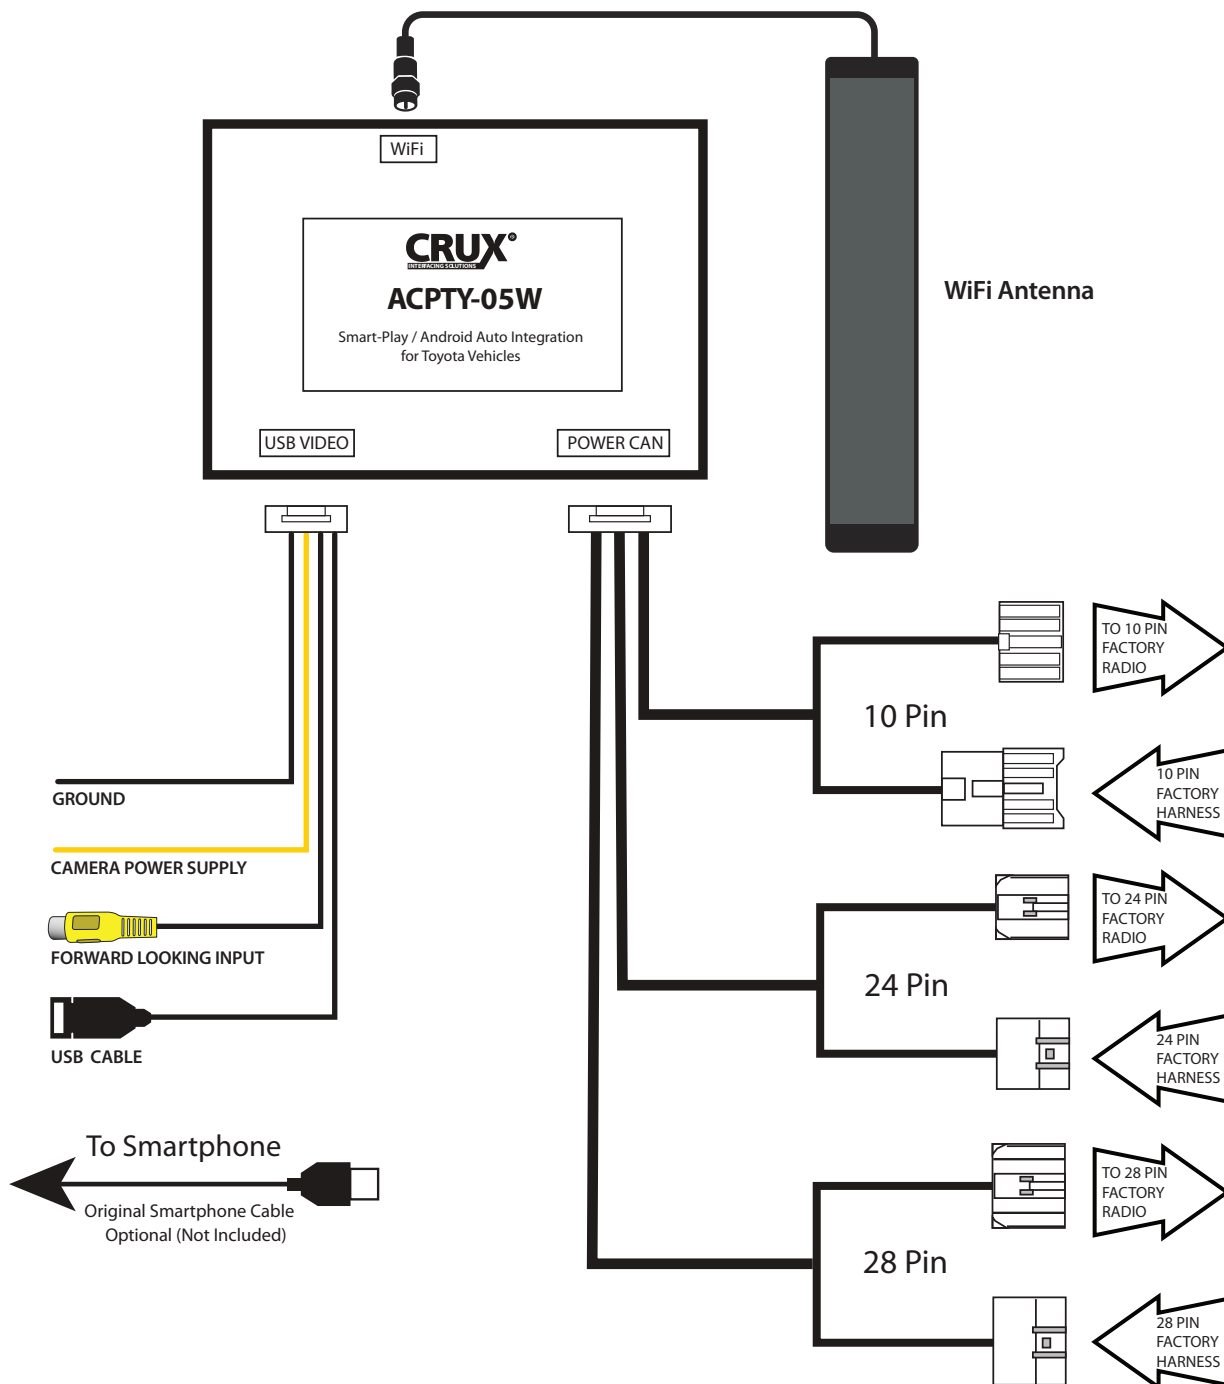 WiFi
CRUX®
INTERFACING SOLUTIONS
ACPTY-05W
Smart-Play / Android Auto Integration
for Toyota Vehicles
WiFi Antenna
USB VIDEO
POWER CAN
TO 10 PIN
FACTORY
RADIO
10 Pin
10 PIN
FACTORY
HARNESS
GROUND
CAMERA POWER SUPPLY
FORWARD LOOKING INPUT
USB CABLE
TO 24 PIN
FACTORY
RADIO
24 Pin
24 PIN
FACTORY
HARNESS
To Smartphone
Original Smartphone Cable
Optional (Not Included)
TO 28 PIN
FACTORY
RADIO
28 Pin
28 PIN
FACTORY
HARNESS